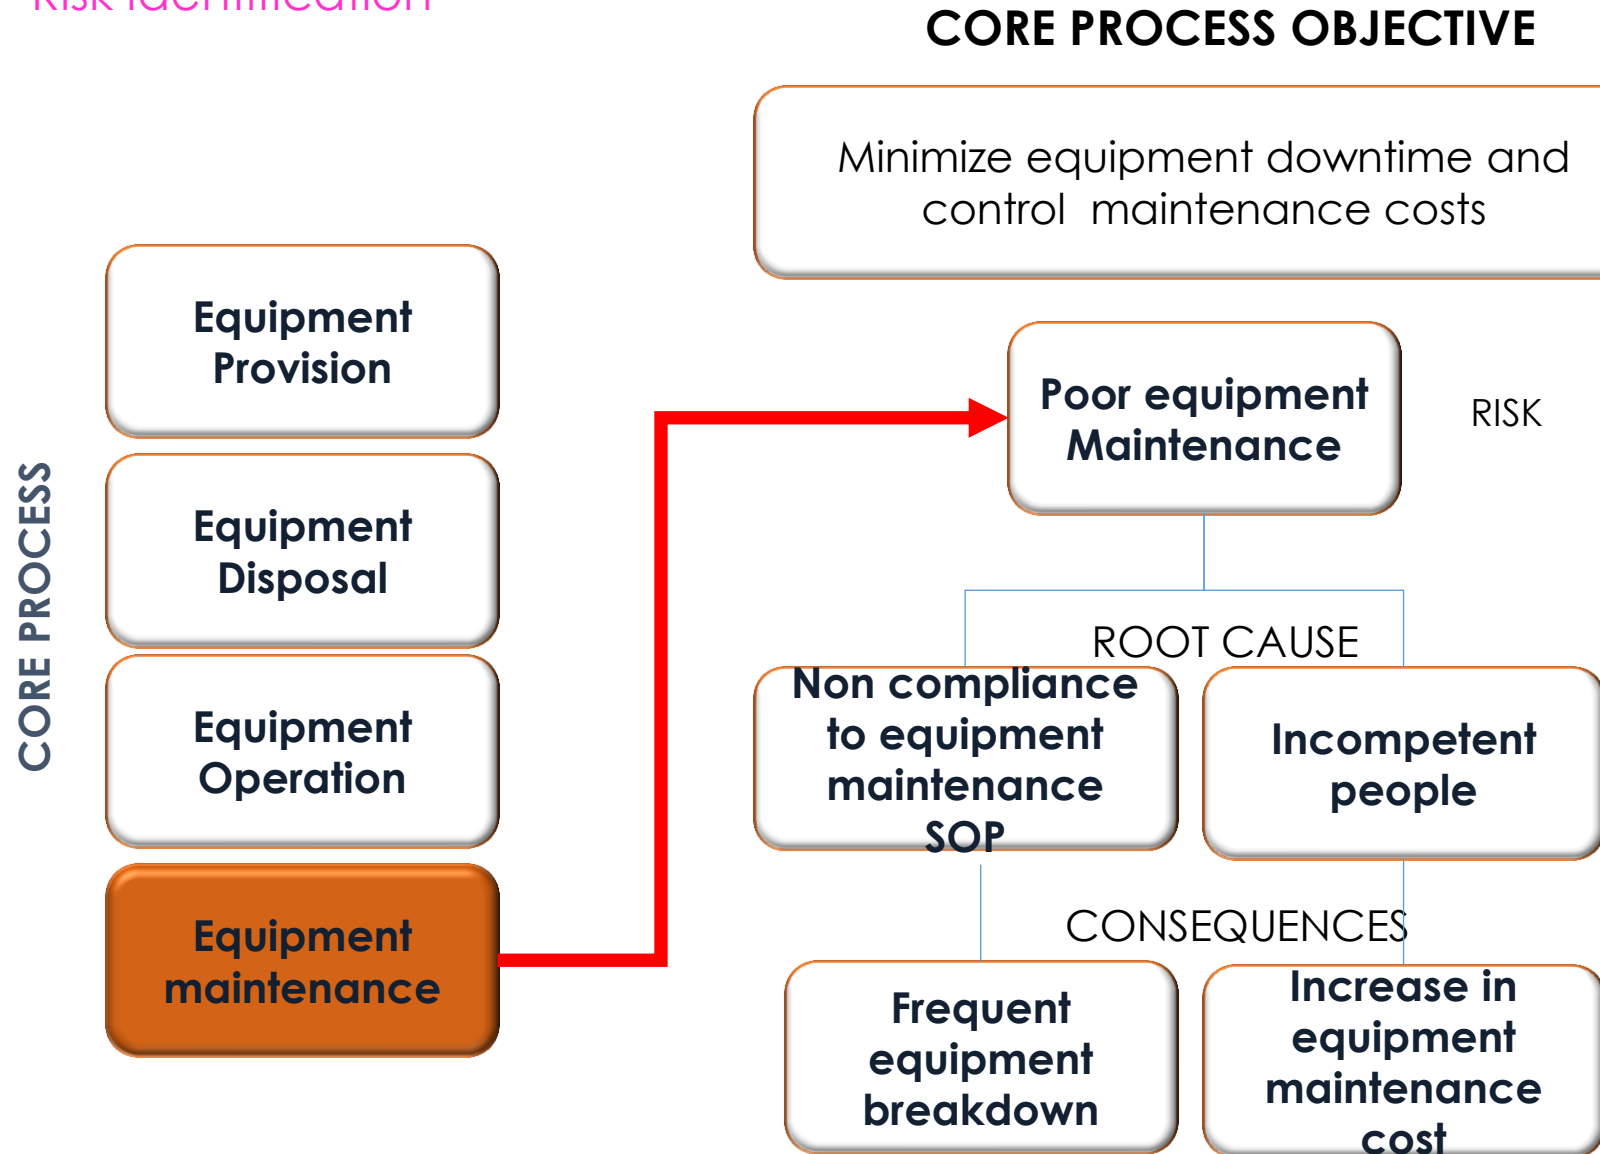 Risk Identification
CORE PROCESS OBJECTIVE
Minimize equipment downtime and
control maintenance costs
CORE PROCESS
Equipment
Provision
Equipment
Disposal
Equipment
Operation
Equipment
maintenance
Poor equipment
Maintenance
RISK
ROOT CAUSE
Non compliance
to equipment
maintenance
SOP
Incompetent
people
CONSEQUENCES
Frequent
equipment
breakdown
Increase in
equipment
maintenance
cost